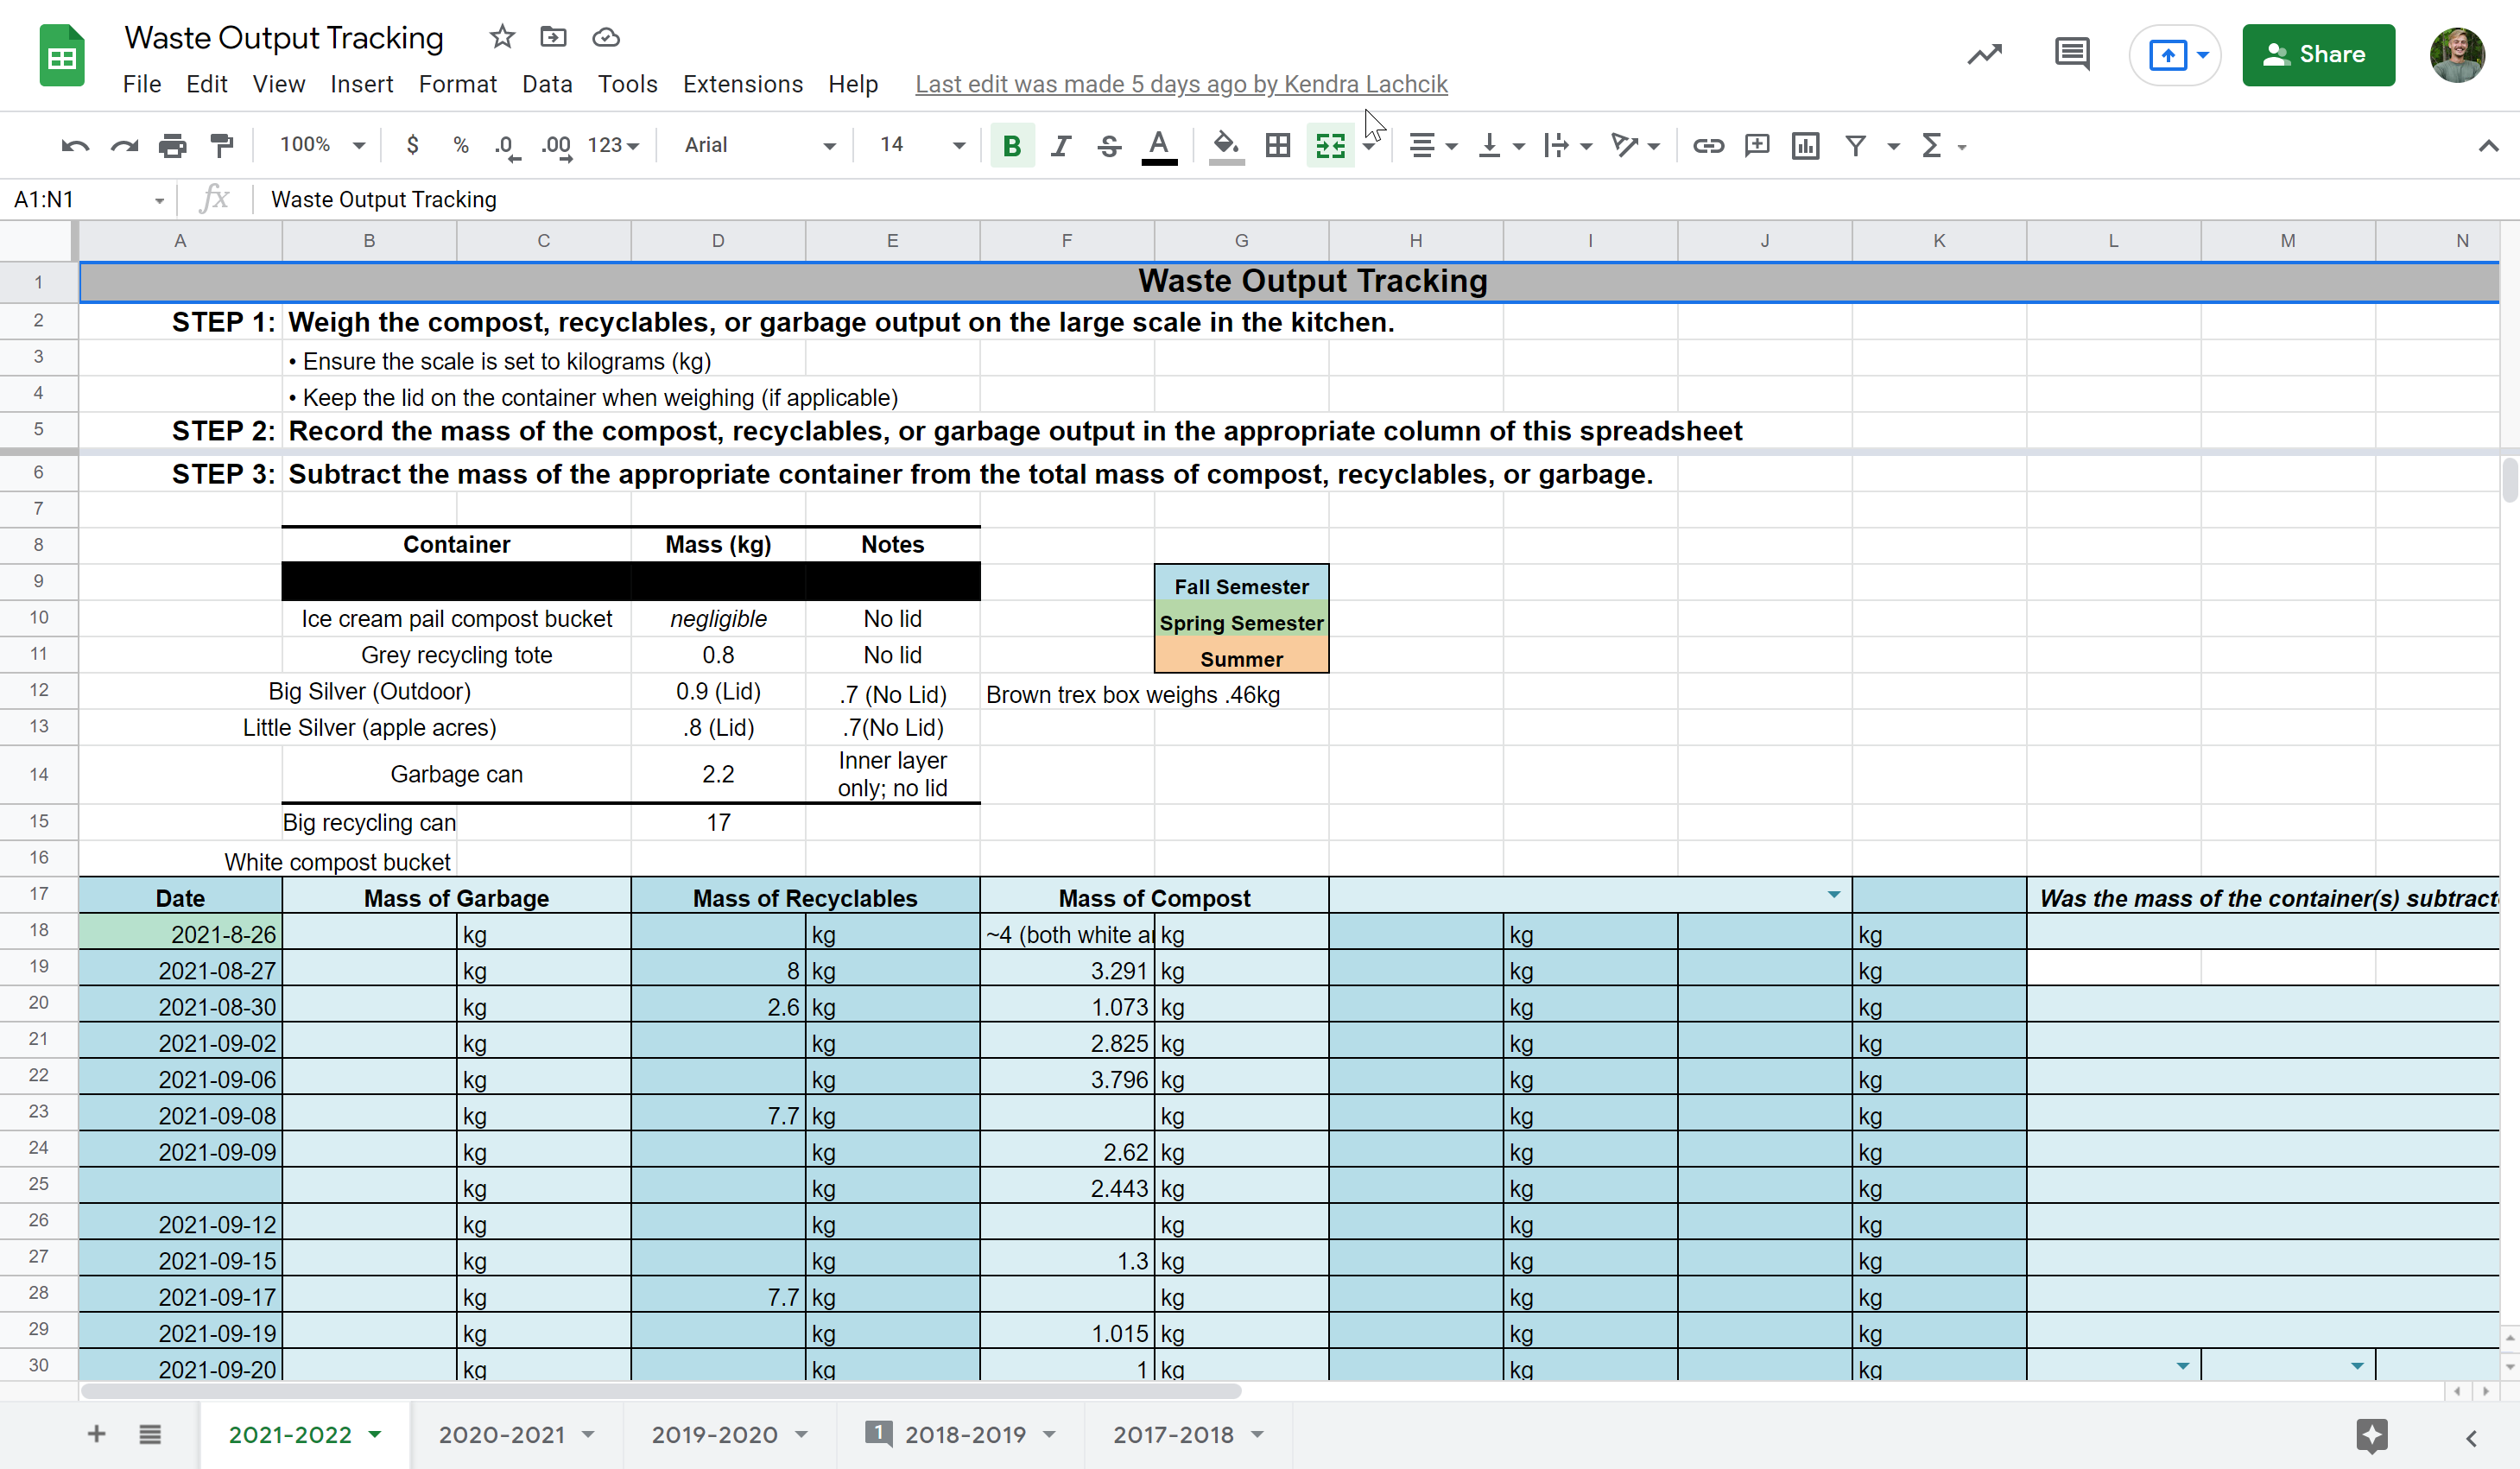 Waste Output Tracking
File Edit View Insert Format Data Tools Extensions Help Last edit was made 5 days ago by Kendra Lachcik
Share
100% $ % .0 .00 123 Arial 14 B I S A
A1:N1 fx Waste Output Tracking
A B C D E F G H I J K L M N
1 Waste Output Tracking
2 STEP 1: Weigh the compost, recyclables, or garbage output on the large scale in the kitchen.
3 • Ensure the scale is set to kilograms (kg)
4 • Keep the lid on the container when weighing (if applicable)
5 STEP 2: Record the mass of the compost, recyclables, or garbage output in the appropriate column of this spreadsheet
6 STEP 3: Subtract the mass of the appropriate container from the total mass of compost, recyclables, or garbage.
7
8 Container Mass (kg) Notes
9 Fall Semester
10 Ice cream pail compost bucket negligible No lid Spring Semester
11 Grey recycling tote 0.8 No lid Summer
12 Big Silver (Outdoor) 0.9 (Lid) .7 (No Lid) Brown trex box weighs .46kg
13 Little Silver (apple acres) .8 (Lid) .7(No Lid)
14 Garbage can 2.2 Inner layer
only; no lid
15 Big recycling can 17
16 White compost bucket
17 Date Mass of Garbage Mass of Recyclables Mass of Compost Was the mass of the container(s) subtract
18 2021-8-26 kg kg ~4 (both white a kg kg kg
19 2021-08-27 kg 8 kg 3.291 kg kg kg
20 2021-08-30 kg 2.6 kg 1.073 kg kg kg
21 2021-09-02 kg kg 2.825 kg kg kg
22 2021-09-06 kg kg 3.796 kg kg kg
23 2021-09-08 kg 7.7 kg kg kg kg
24 2021-09-09 kg kg 2.62 kg kg kg
25 kg kg 2.443 kg kg kg
26 2021-09-12 kg kg kg kg kg
27 2021-09-15 kg kg 1.3 kg kg kg
28 2021-09-17 kg 7.7 kg kg kg kg
29 2021-09-19 kg kg 1.015 kg kg kg
30 2021-09-20 kg kg 1 kg kg kg
2021-2022 2020-2021 2019-2020 1 2018-2019 2017-2018